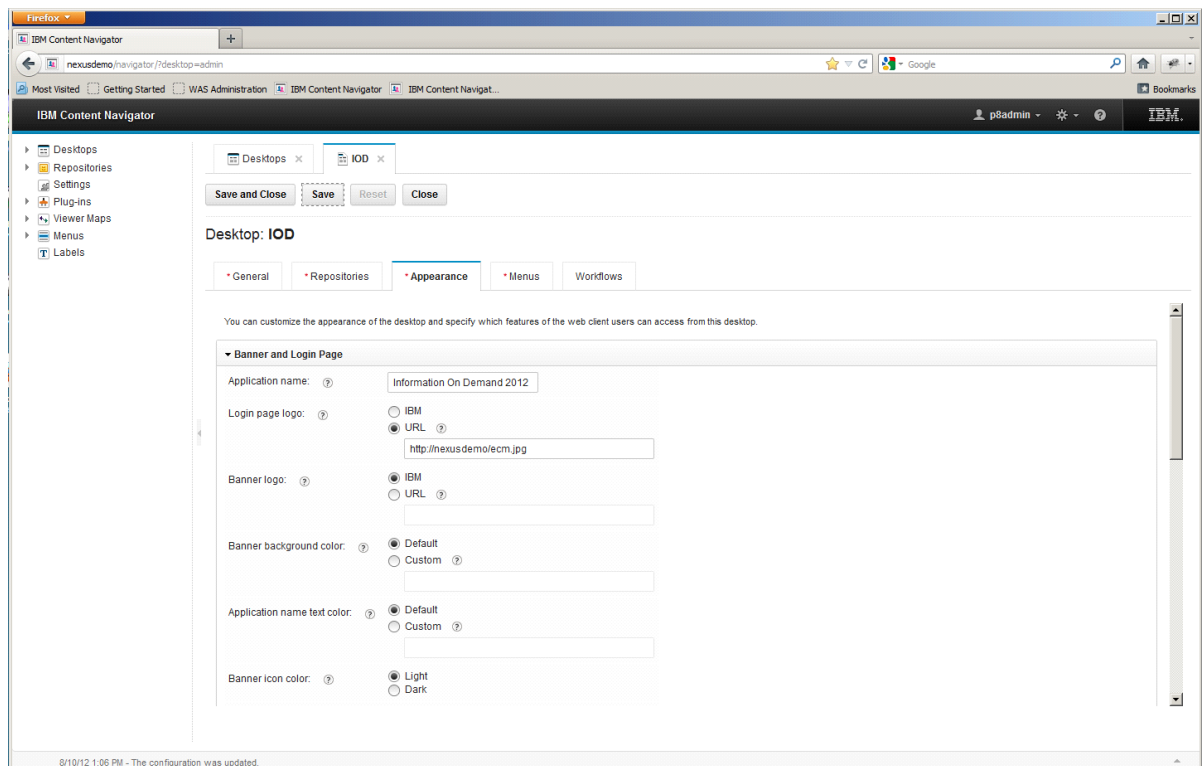 Firefox
IBM Content Navigator
nexusdemo/navigator/?desktop=admin
Google
Most Visited Getting Started WAS Administration IBM Content Navigator IBM Content Navigat... Bookmarks
IBM Content Navigator p8admin IBM.
Desktops
Repositories
Settings
Plug-ins
Viewer Maps
Menus
Labels
Desktops IOD
Save and Close Save Reset Close
Desktop: IOD
* General * Repositories * Appearance * Menus Workflows
You can customize the appearance of the desktop and specify which features of the web client users can access from this desktop.
Banner and Login Page
Application name: ? Information On Demand 2012
Login page logo: ? IBM
URL ?
http://nexusdemo/ecm.jpg
Banner logo: ? IBM
URL ?
Banner background color: ? Default
Custom ?
Application name text color: ? Default
Custom ?
Banner icon color: ? Light
Dark
8/10/12 1:06 PM - The configuration was updated.